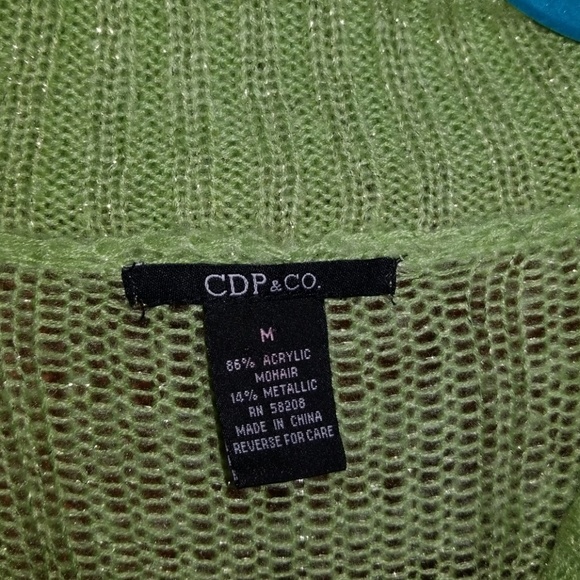 CDP & CO.
M
86% ACRYLIC
MOHAIR
14% METALLIC
RN 58208
MADE IN CHINA
REVERSE FOR CARE